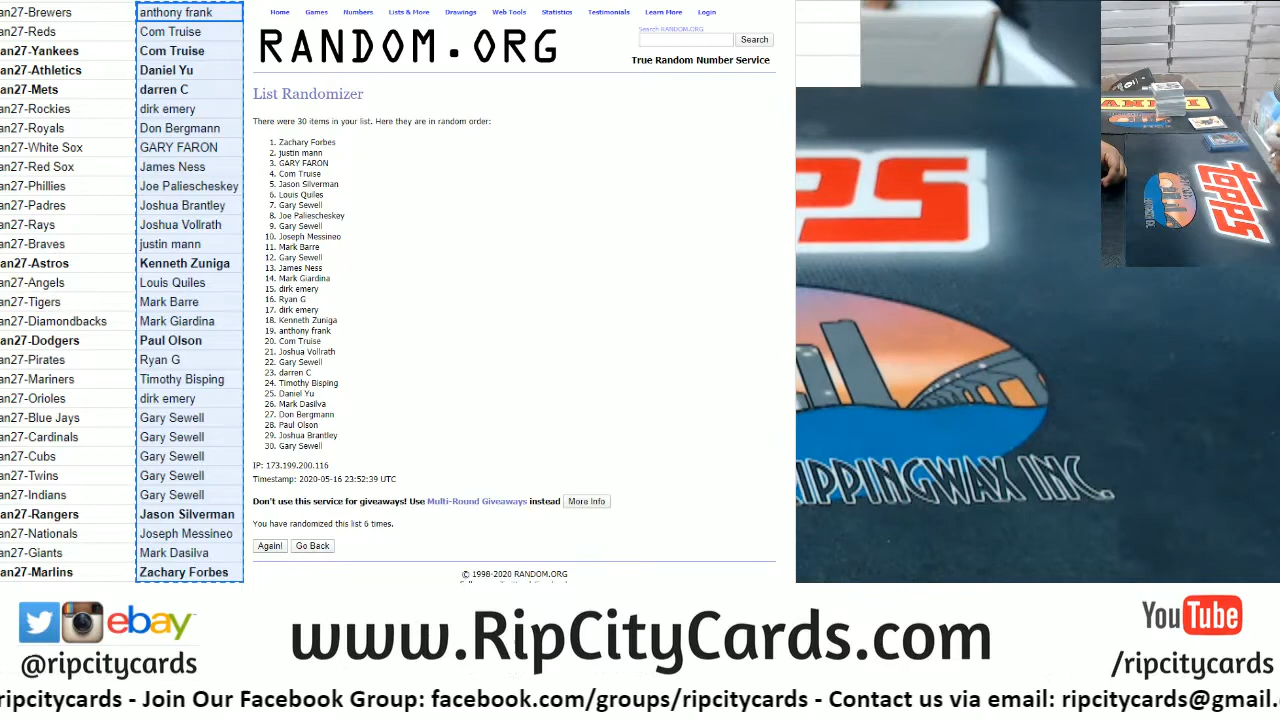 an27-Brewers anthony frank
an27-Reds Com Truise
an27-Yankees Com Truise
an27-Athletics Daniel Yu
an27-Mets darren C
an27-Rockies dirk emery
an27-Royals Don Bergmann
an27-White Sox GARY FARON
an27-Red Sox James Ness
an27-Phillies Joe Paliescheskey
an27-Padres Joshua Brantley
an27-Rays Joshua Vollrath
an27-Braves justin mann
an27-Astros Kenneth Zuniga
an27-Angels Louis Quiles
an27-Tigers Mark Barre
an27-Diamondbacks Mark Giardina
an27-Dodgers Paul Olson
an27-Pirates Ryan G
an27-Mariners Timothy Bisping
an27-Orioles dirk emery
an27-Blue Jays Gary Sewell
an27-Cardinals Gary Sewell
an27-Cubs Gary Sewell
an27-Twins Gary Sewell
an27-Indians Gary Sewell
an27-Rangers Jason Silverman
an27-Nationals Joseph Messineo
an27-Giants Mark Dasilva
an27-Marlins Zachary Forbes
Home Games Numbers Lists & More Drawings Web Tools Statistics Testimonials Learn More Login
RANDOM.ORG
Search RANDOM.ORG
Search
True Random Number Service
List Randomizer
There were 30 items in your list. Here they are in random order:
1. Zachary Forbes
2. justin mann
3. GARY FARON
4. Com Truise
5. Jason Silverman
6. Louis Quiles
7. Gary Sewell
8. Joe Paliescheskey
9. Gary Sewell
10. Joseph Messineo
11. Mark Barre
12. Gary Sewell
13. James Ness
14. Mark Giardina
15. dirk emery
16. Ryan G
17. dirk emery
18. Kenneth Zuniga
19. anthony frank
20. Com Truise
21. Joshua Vollrath
22. Gary Sewell
23. darren C
24. Timothy Bisping
25. Daniel Yu
26. Mark Dasilva
27. Don Bergmann
28. Paul Olson
29. Joshua Brantley
30. Gary Sewell
IP: 173.199.200.116
Timestamp: 2020-05-16 23:52:39 UTC
Don't use this service for giveaways! Use Multi-Round Giveaways instead More Info
You have randomized this list 6 times.
Again! Go Back
© 1998-2020 RANDOM.ORG
PS
IPPINGWAX INC.
TOPPS
ebay
@ripcitycards
www.RipCityCards.com
YouTube
/ripcitycards
ripcitycards - Join Our Facebook Group: facebook.com/groups/ripcitycards - Contact us via email: ripcitycards@gmail.